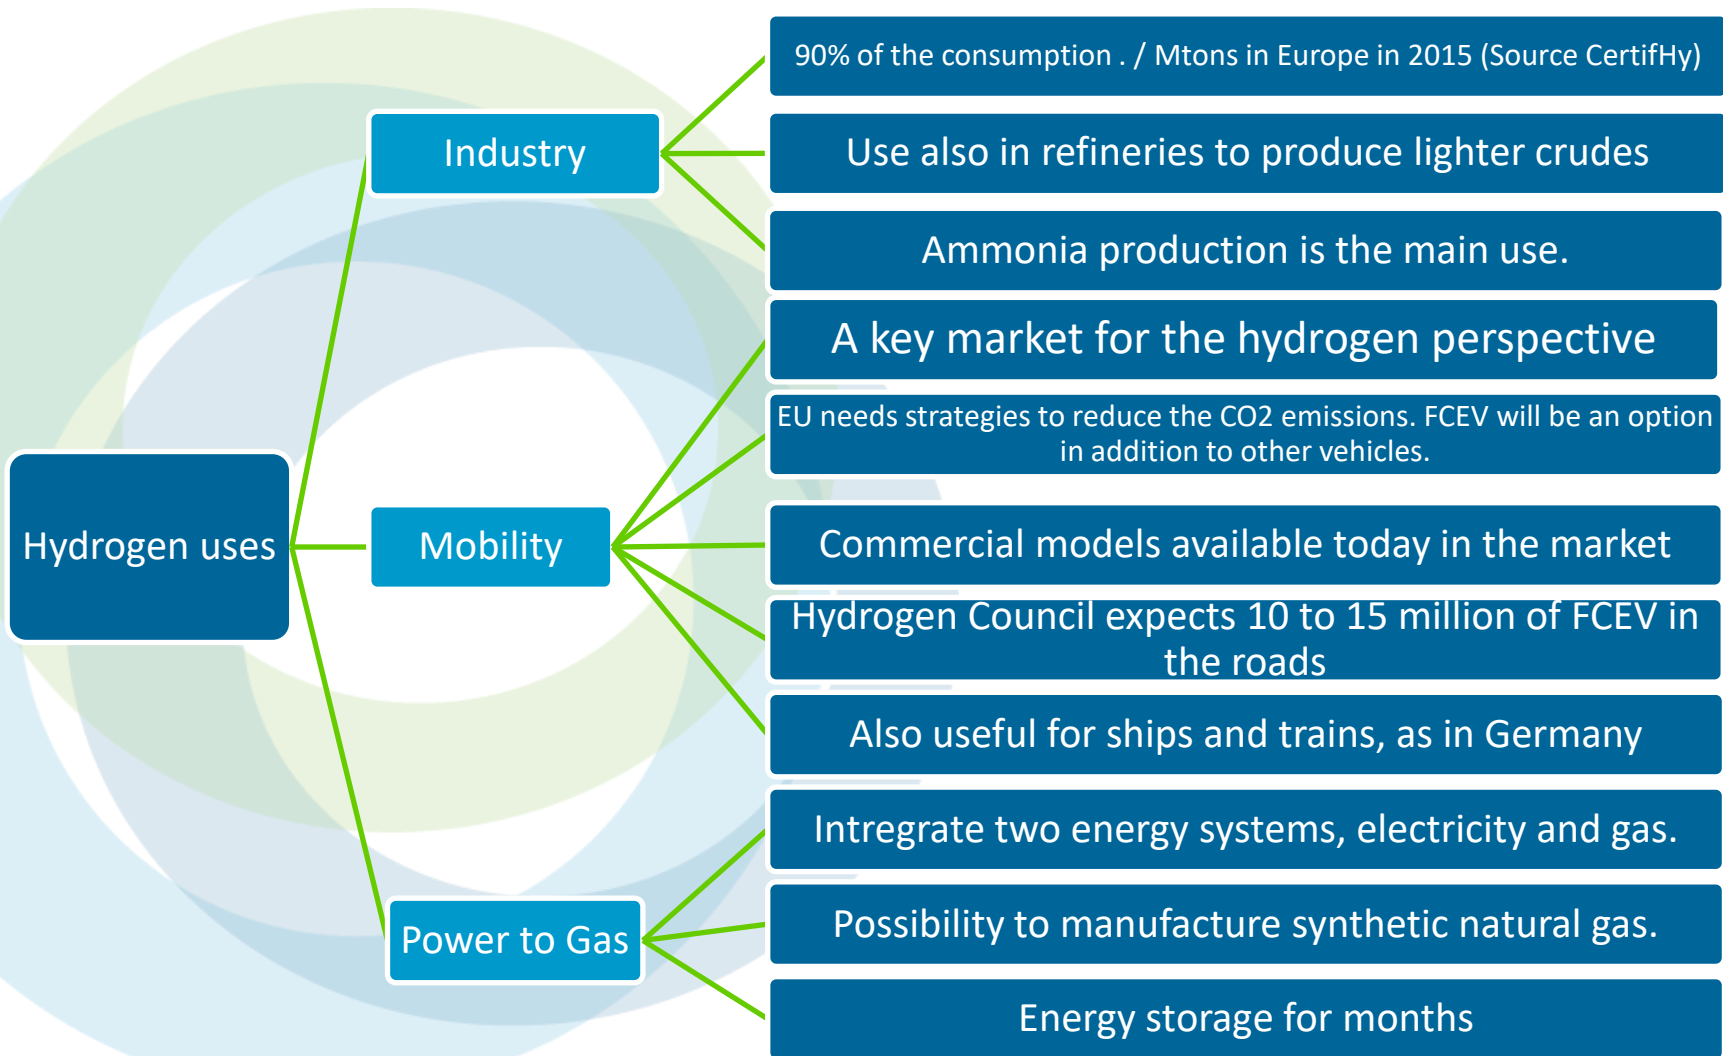 Hydrogen uses
Industry
90% of the consumption . / Mtons in Europe in 2015 (Source CertifHy)
Use also in refineries to produce lighter crudes
Ammonia production is the main use.
Mobility
A key market for the hydrogen perspective
EU needs strategies to reduce the CO2 emissions. FCEV will be an option
in addition to other vehicles.
Commercial models available today in the market
Hydrogen Council expects 10 to 15 million of FCEV in
the roads
Also useful for ships and trains, as in Germany
Power to Gas
Intregrate two energy systems, electricity and gas.
Possibility to manufacture synthetic natural gas.
Energy storage for months